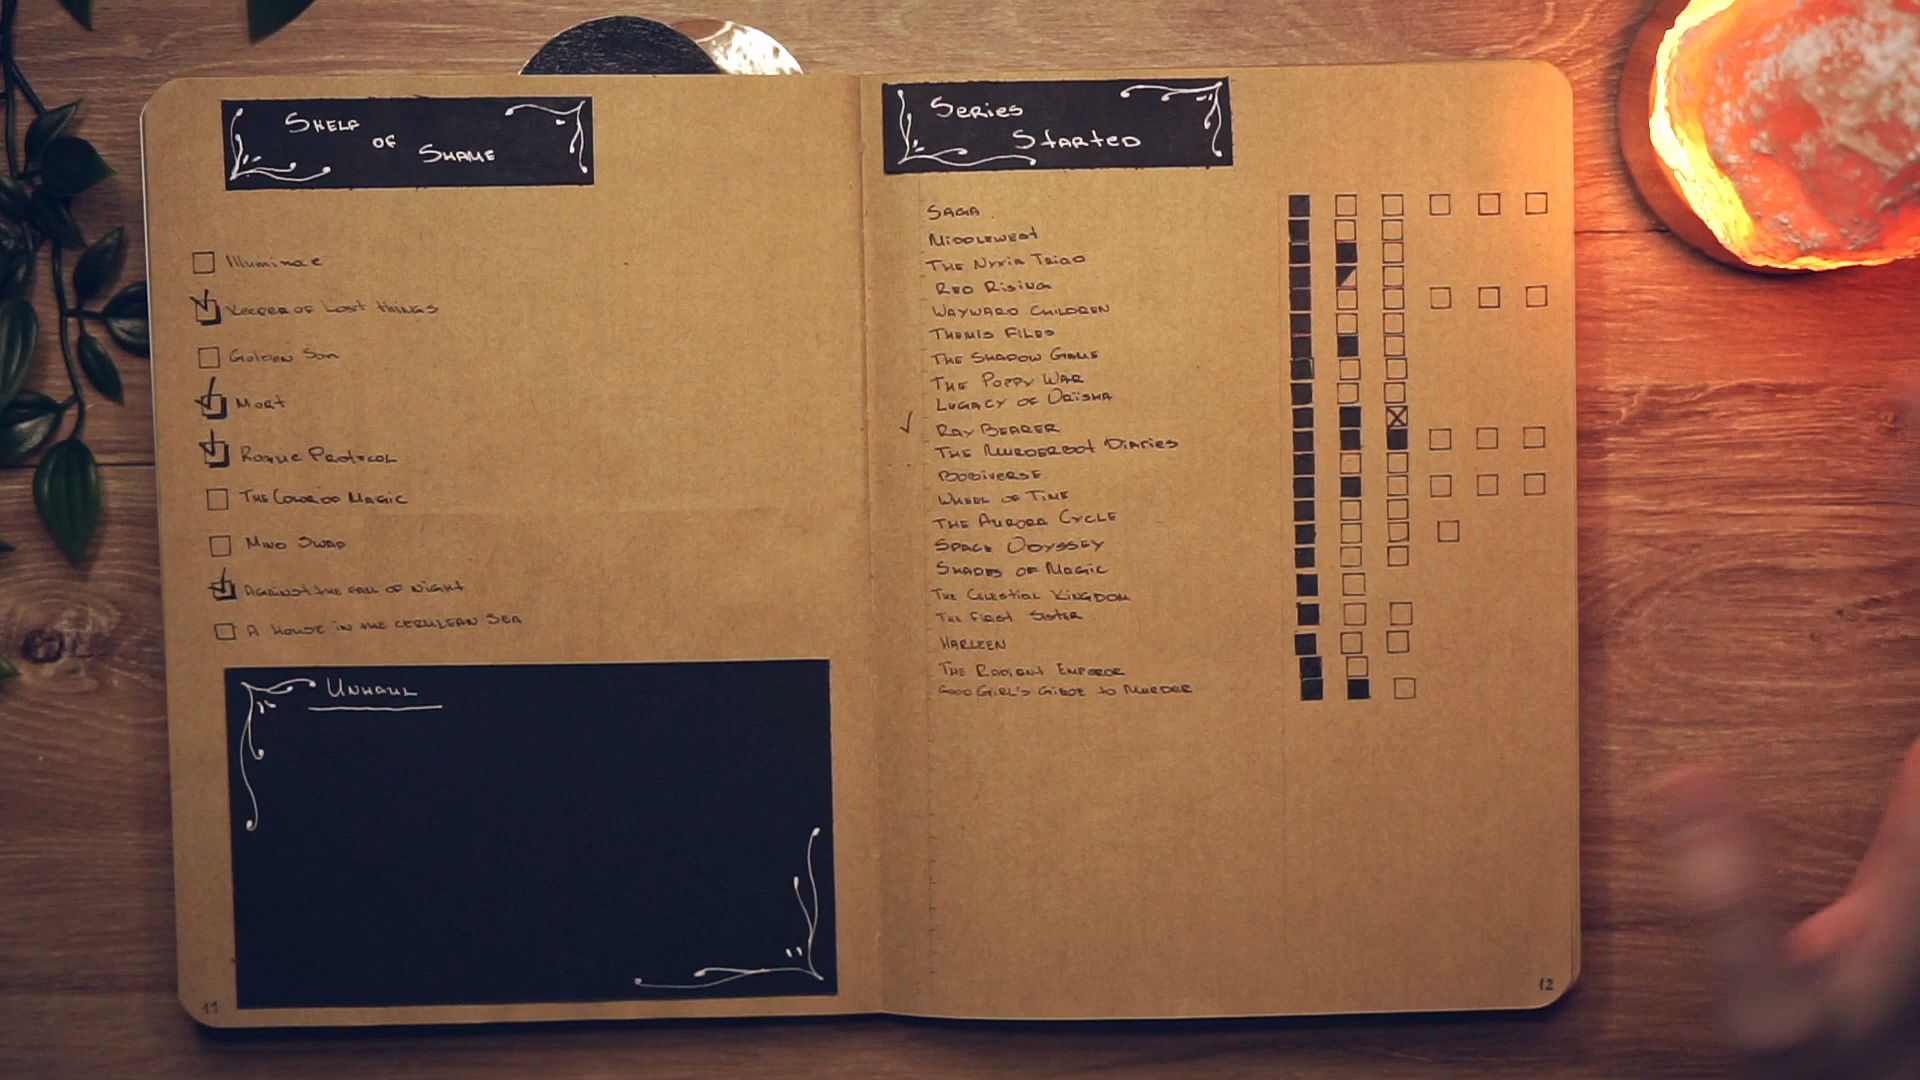 SHELF
OF
SHAME
Illuminae
KEEPER OF LOST THINGS
GOLDEN SON
MORT
ROGUE PROTOCOL
THE COLOR OF MAGIC
MIND SWAP
AGAINST THE FALL OF NIGHT
A HOUSE IN THE CERULEAN SEA
UNHAUL
11
SERIES
STARTED
SAGA
MIDDLEWEST
THE NYXIA TRIAD
RED RISING
WAYWARD CHILDREN
THEMIS FILES
THE SHADOW GAME
THE POPPY WAR
LUGACY OF ORÏSHA
RAY BEARER
THE MURDERBOT DIARIES
BOBIVERSE
WHEEL OF TIME
THE AURORA CYCLE
SPACE ODYSSEY
SHADES OF MAGIC
THE CELESTIAL KINGDOM
THE FIRST SISTER
HARLEEN
THE RADIANT EMPEROR
GOOD GIRL'S GUIDE TO MURDER
12